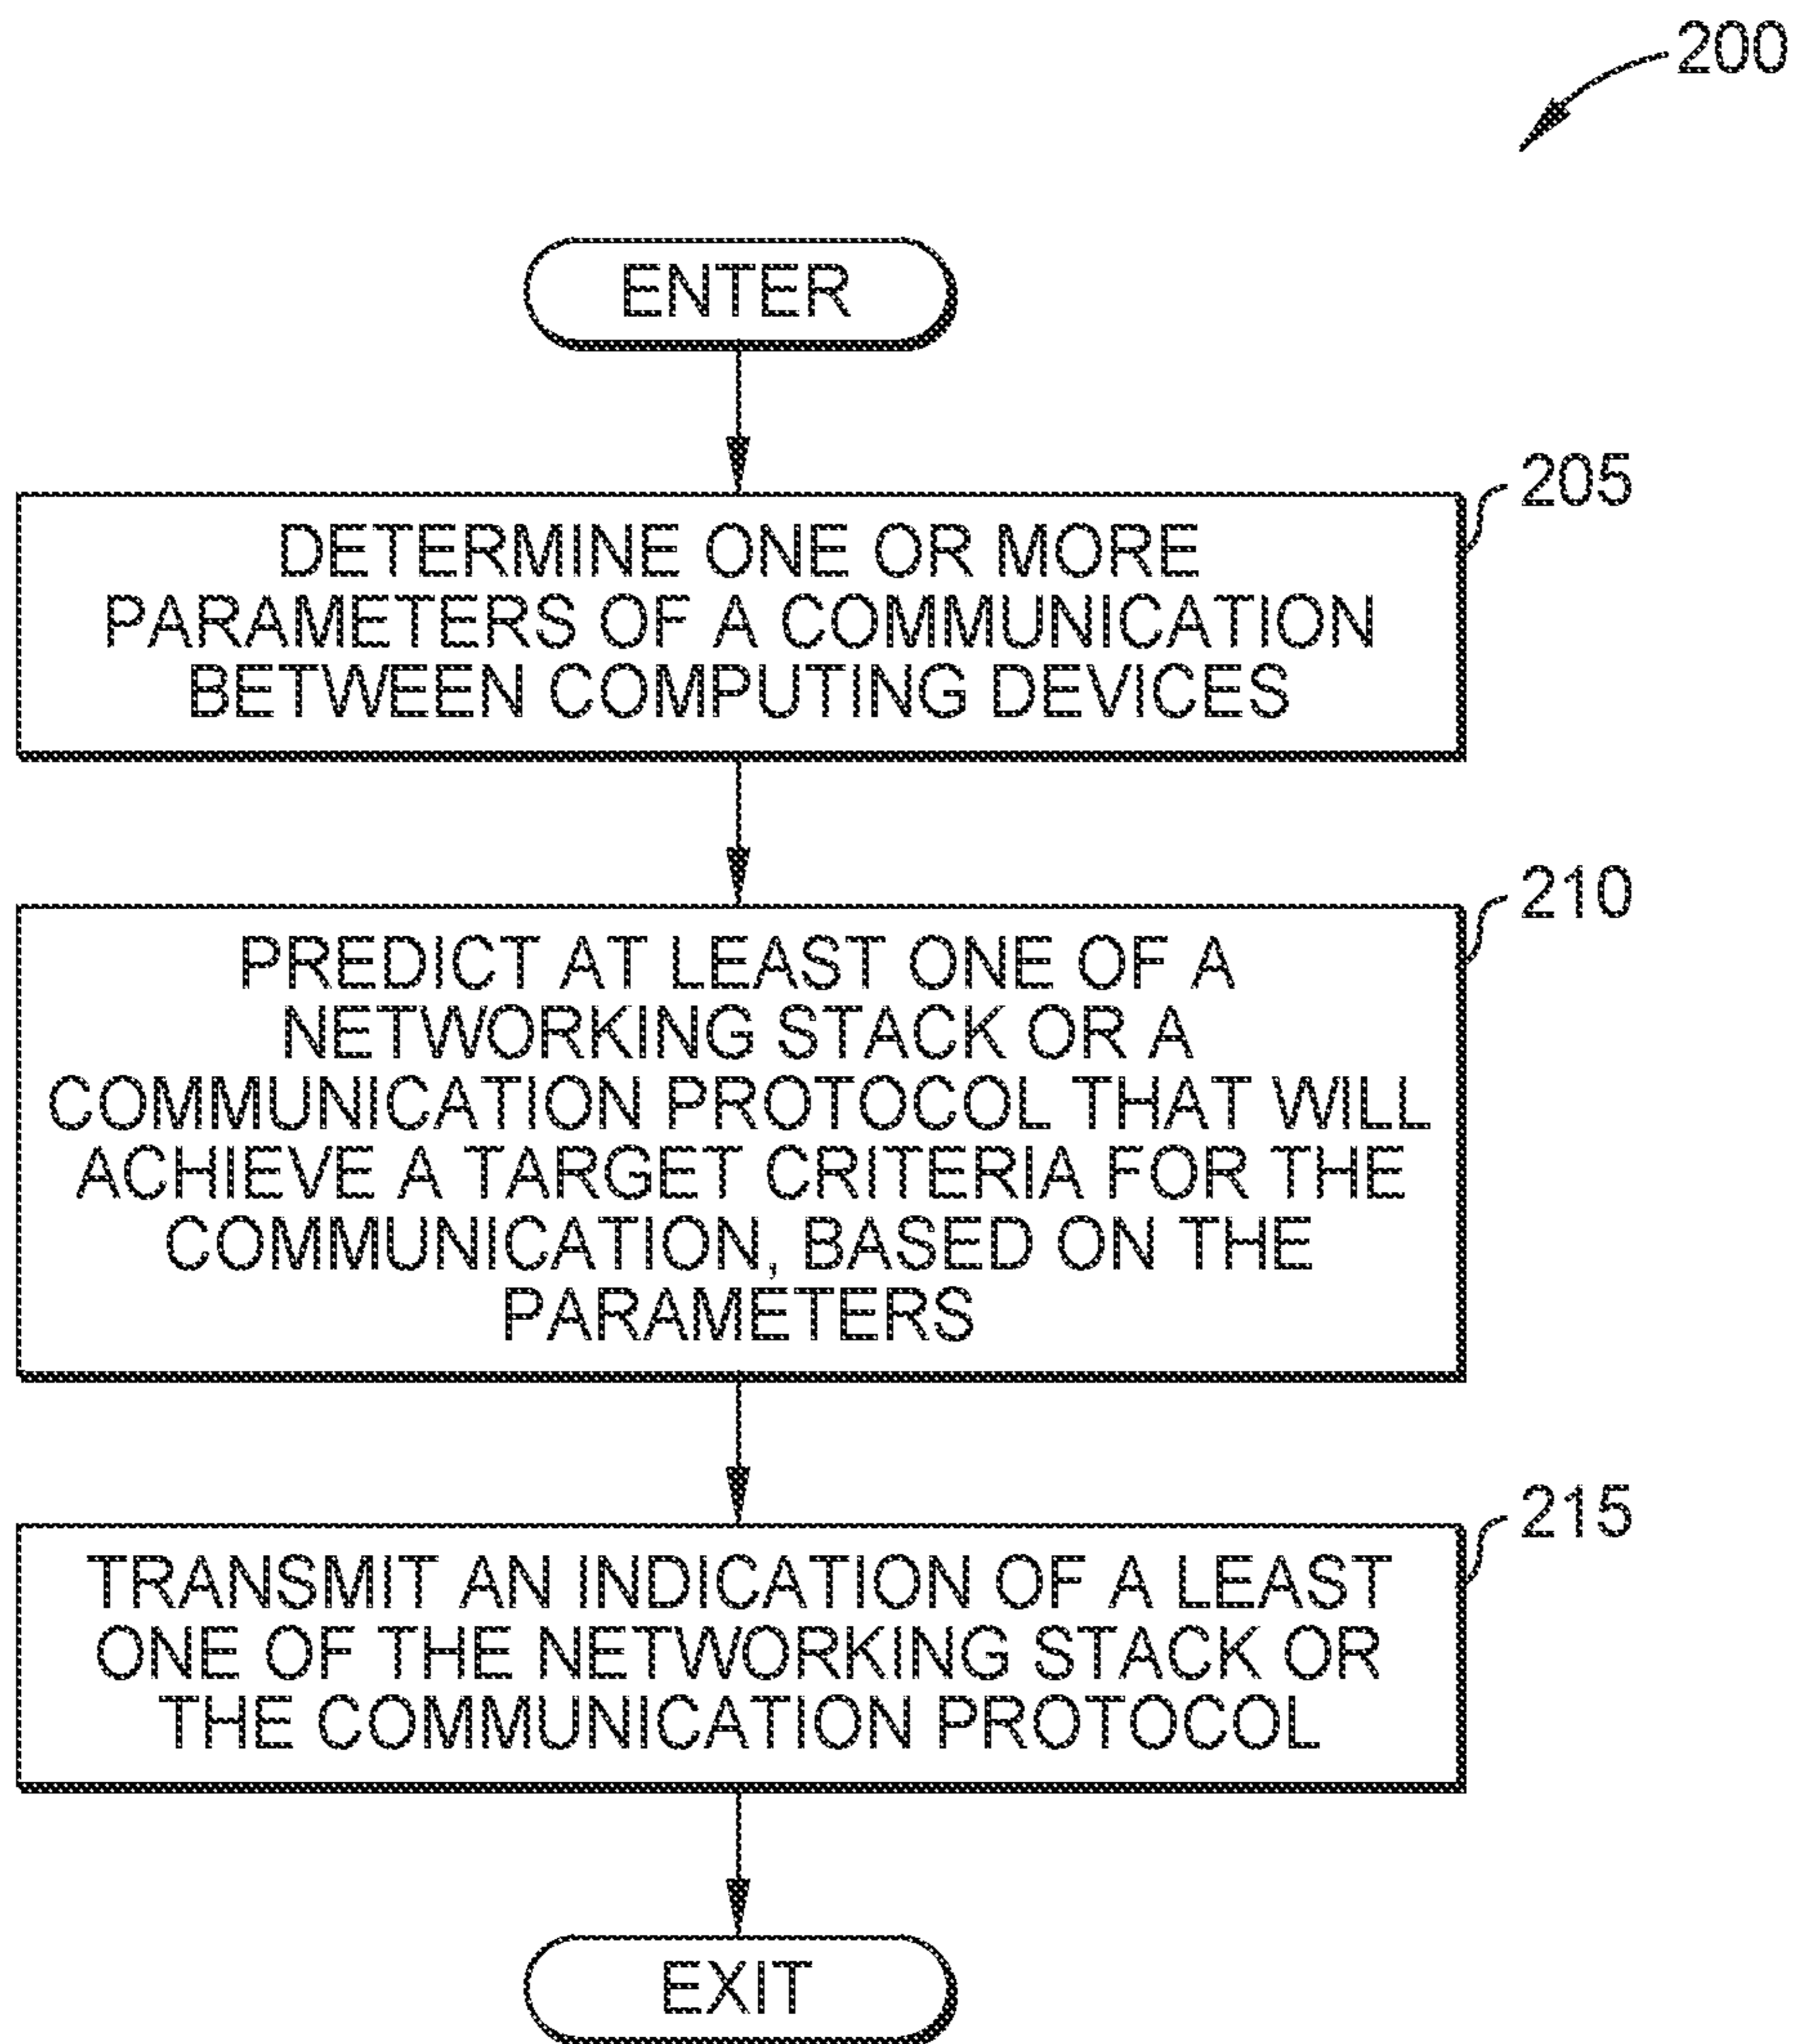 200
ENTER
205
DETERMINE ONE OR MORE
PARAMETERS OF A COMMUNICATION
BETWEEN COMPUTING DEVICES
210
PREDICT AT LEAST ONE OF A
NETWORKING STACK OR A
COMMUNICATION PROTOCOL THAT WILL
ACHIEVE A TARGET CRITERIA FOR THE
COMMUNICATION, BASED ON THE
PARAMETERS
215
TRANSMIT AN INDICATION OF A LEAST
ONE OF THE NETWORKING STACK OR
THE COMMUNICATION PROTOCOL
EXIT